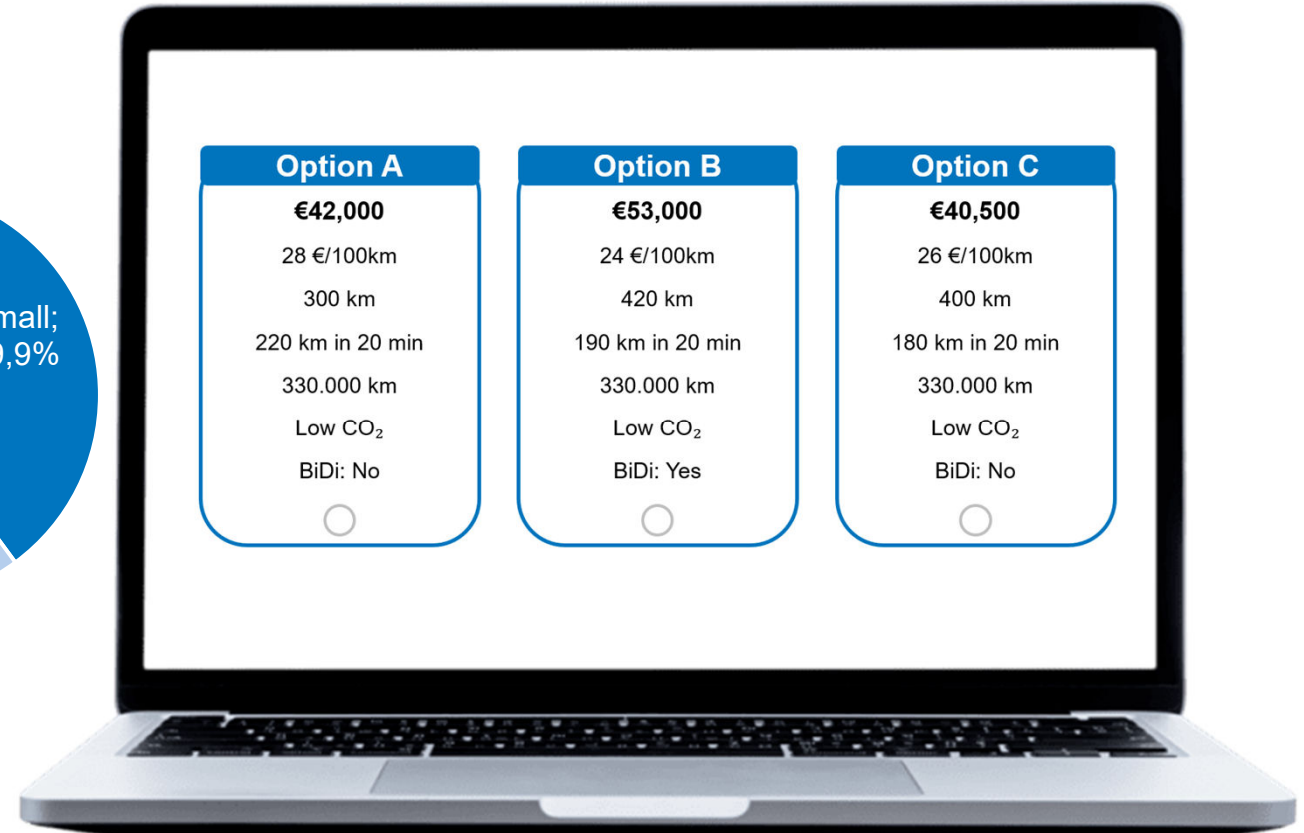 mall;
9,9%
Option A
€42,000
28 €/100km
300 km
220 km in 20 min
330.000 km
Low CO₂
BiDi: No
Option B
€53,000
24 €/100km
420 km
190 km in 20 min
330.000 km
Low CO₂
BiDi: Yes
Option C
€40,500
26 €/100km
400 km
180 km in 20 min
330.000 km
Low CO₂
BiDi: No